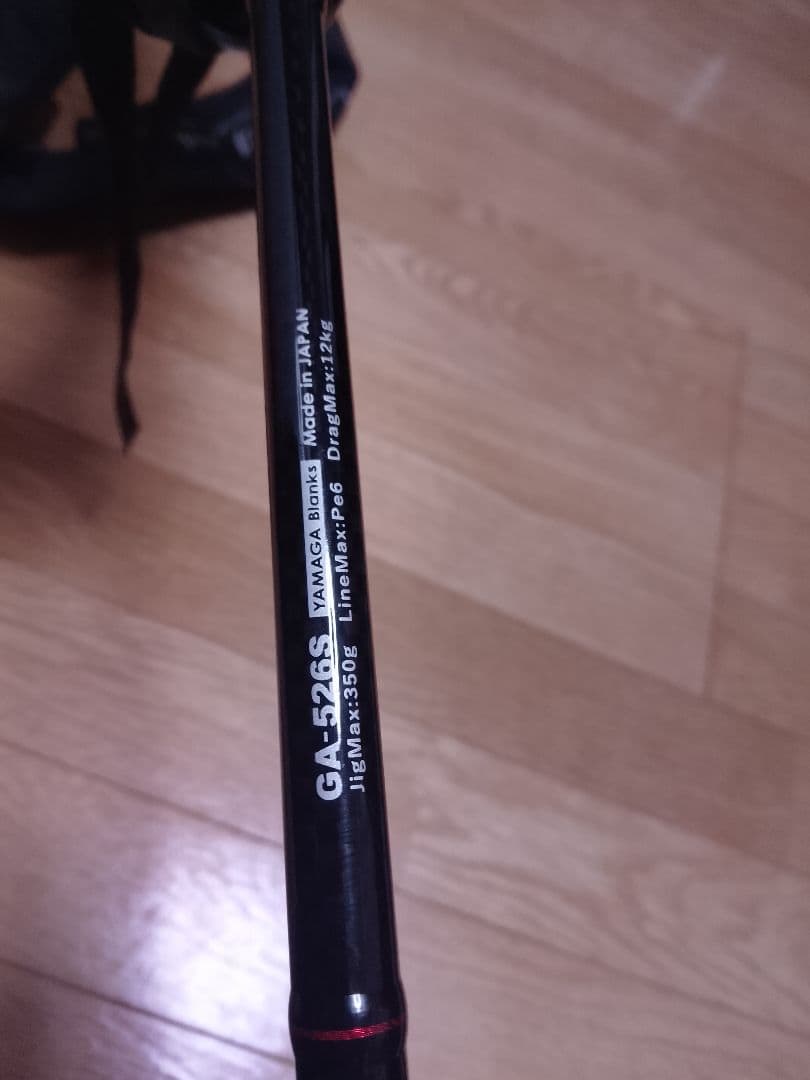 GA-526S YAMAGA Blanks Made in JAPAN
JigMax:350g LineMax:Pe6 DragMax:12kg